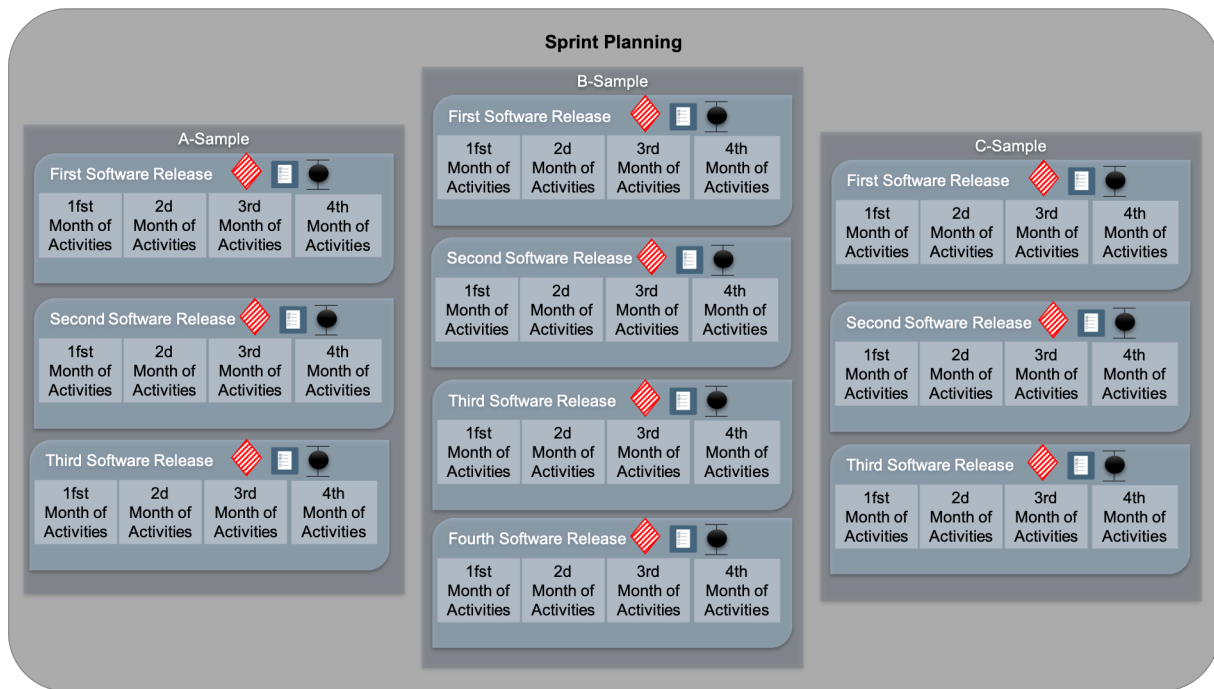 Sprint Planning
A-Sample
First Software Release
1fst
Month of
Activities
2d
Month of
Activities
3rd
Month of
Activities
4th
Month of
Activities
Second Software Release
1fst
Month of
Activities
2d
Month of
Activities
3rd
Month of
Activities
4th
Month of
Activities
Third Software Release
1fst
Month of
Activities
2d
Month of
Activities
3rd
Month of
Activities
4th
Month of
Activities
B-Sample
First Software Release
1fst
Month of
Activities
2d
Month of
Activities
3rd
Month of
Activities
4th
Month of
Activities
Second Software Release
1fst
Month of
Activities
2d
Month of
Activities
3rd
Month of
Activities
4th
Month of
Activities
Third Software Release
1fst
Month of
Activities
2d
Month of
Activities
3rd
Month of
Activities
4th
Month of
Activities
Fourth Software Release
1fst
Month of
Activities
2d
Month of
Activities
3rd
Month of
Activities
4th
Month of
Activities
C-Sample
First Software Release
1fst
Month of
Activities
2d
Month of
Activities
3rd
Month of
Activities
4th
Month of
Activities
Second Software Release
1fst
Month of
Activities
2d
Month of
Activities
3rd
Month of
Activities
4th
Month of
Activities
Third Software Release
1fst
Month of
Activities
2d
Month of
Activities
3rd
Month of
Activities
4th
Month of
Activities